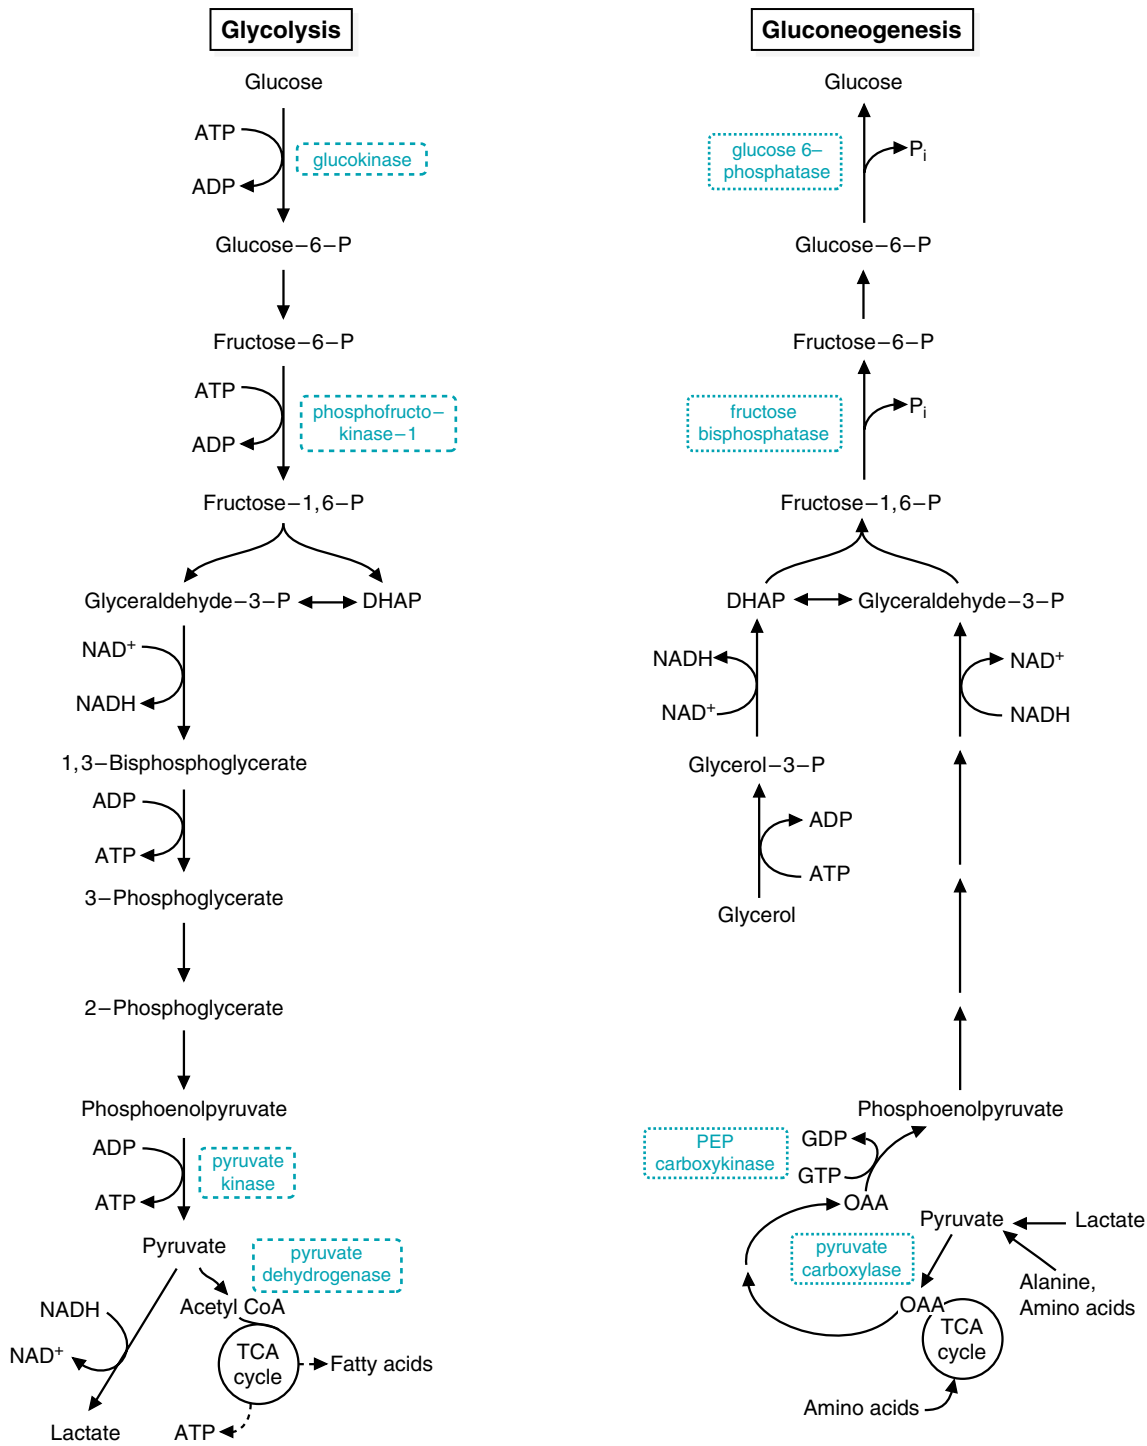 Glycolysis
Glucose
ATP
glucokinase
ADP
Glucose–6–P
Fructose–6–P
ATP
phosphofructo–
kinase–1
ADP
Fructose–1,6–P
Glyceraldehyde–3–P
DHAP
NAD+
NADH
1,3–Bisphosphoglycerate
ADP
ATP
3–Phosphoglycerate
2–Phosphoglycerate
Phosphoenolpyruvate
ADP
pyruvate
kinase
ATP
Pyruvate
pyruvate
dehydrogenase
NADH
Acetyl CoA
NAD+
TCA
cycle
Fatty acids
Lactate
ATP
Gluconeogenesis
Glucose
glucose 6–
phosphatase
Pi
Glucose–6–P
Fructose–6–P
fructose
bisphosphatase
Pi
Fructose–1,6–P
DHAP
Glyceraldehyde–3–P
NADH
NAD+
NAD+
NADH
Glycerol–3–P
ADP
ATP
Glycerol
Phosphoenolpyruvate
PEP
carboxykinase
GDP
GTP
OAA
Pyruvate
Lactate
pyruvate
carboxylase
Alanine,
Amino acids
OAA
TCA
cycle
Amino acids